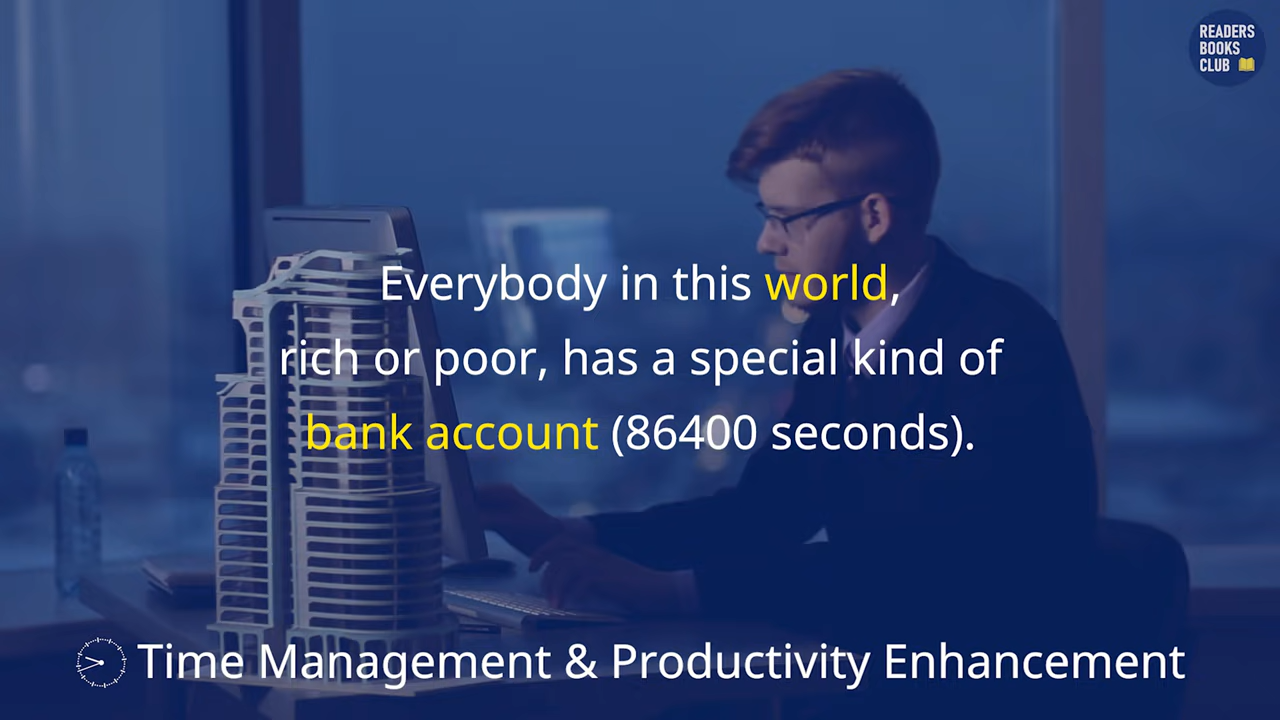 READERS
BOOKS
CLUB
Everybody in this world,
rich or poor, has a special kind of
bank account (86400 seconds).
Time Management & Productivity Enhancement